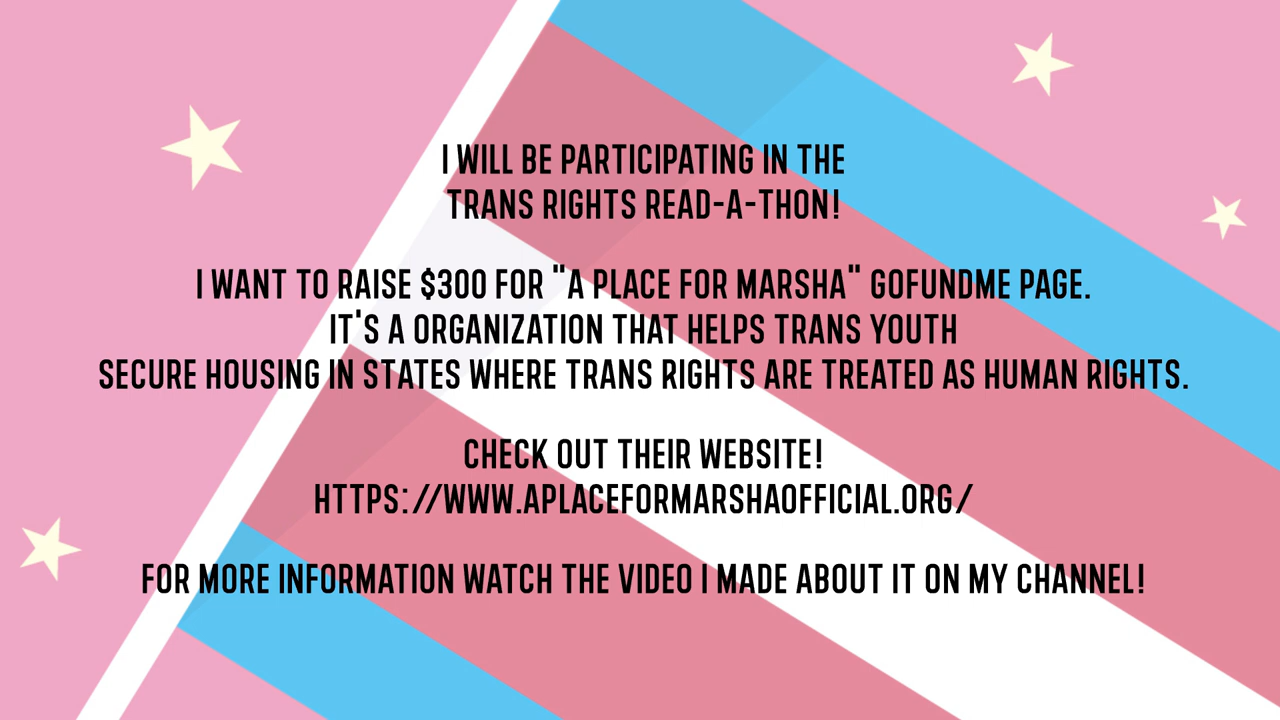 I WILL BE PARTICIPATING IN THE
TRANS RIGHTS READ-A-THON!
I WANT TO RAISE $300 FOR "A PLACE FOR MARSHA" GOFUNDME PAGE.
IT'S A ORGANIZATION THAT HELPS TRANS YOUTH
SECURE HOUSING IN STATES WHERE TRANS RIGHTS ARE TREATED AS HUMAN RIGHTS.
CHECK OUT THEIR WEBSITE!
HTTPS://WWW.APLACEFORMARSHAOFFICIAL.ORG/
FOR MORE INFORMATION WATCH THE VIDEO I MADE ABOUT IT ON MY CHANNEL!